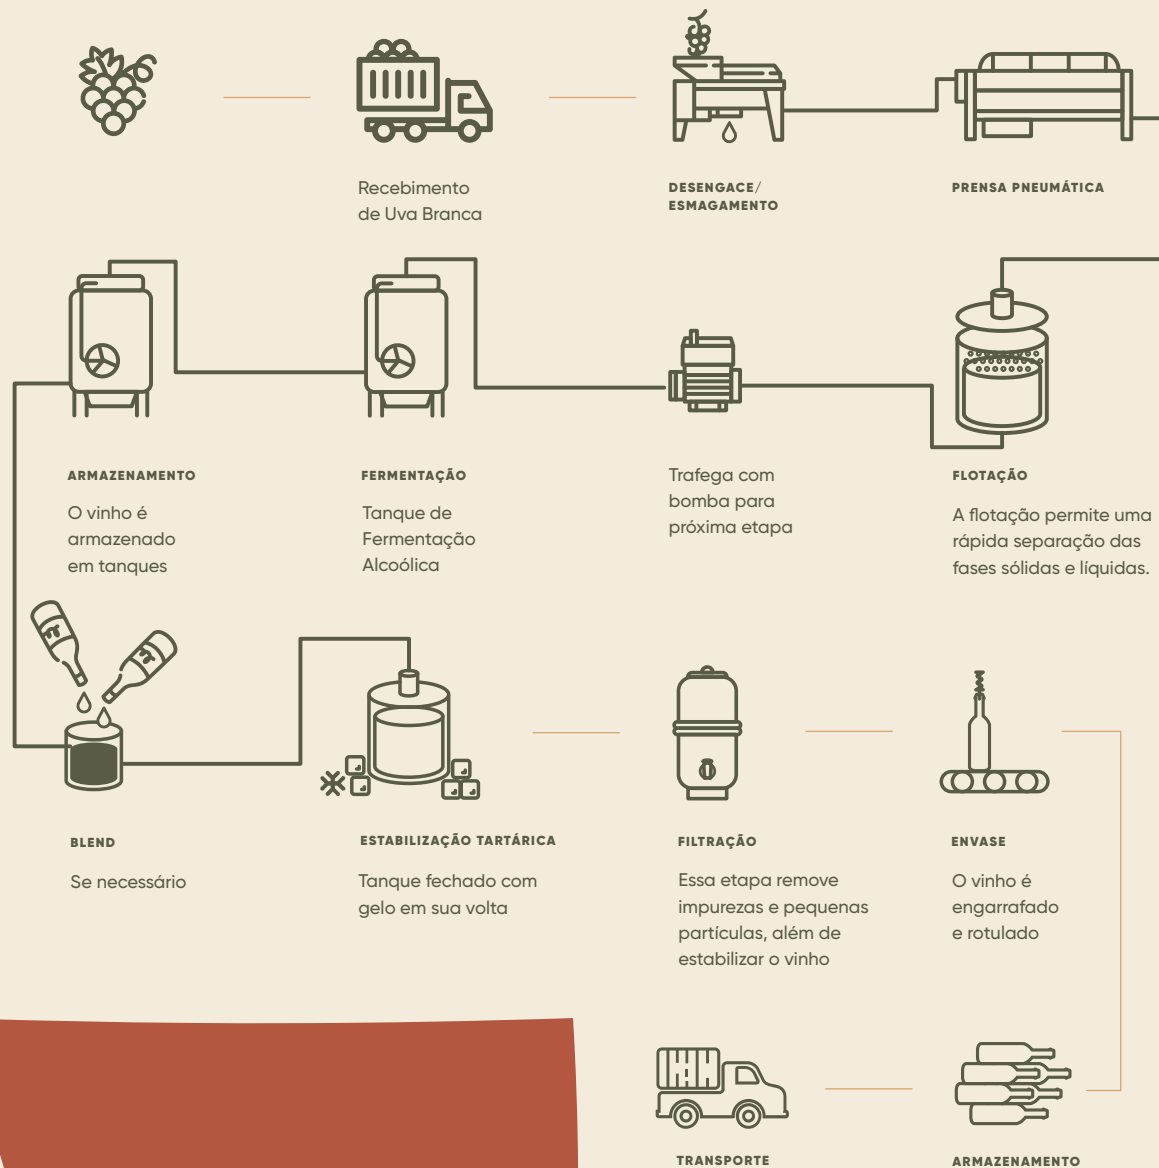 Recebimento
de Uva Branca
DESENGACE/
ESMAGAMENTO
PRENSA PNEUMÁTICA
ARMAZENAMENTO
O vinho é
armazenado
em tanques
FERMENTAÇÃO
Tanque de
Fermentação
Alcoólica
Trafega com
bomba para
próxima etapa
FLOTAÇÃO
A flotação permite uma
rápida separação das
fases sólidas e líquidas.
BLEND
Se necessário
ESTABILIZAÇÃO TARTÁRICA
Tanque fechado com
gelo em sua volta
FILTRAÇÃO
Essa etapa remove
impurezas e pequenas
partículas, além de
estabilizar o vinho
ENVASE
O vinho é
engarrafado
e rotulado
TRANSPORTE
ARMAZENAMENTO